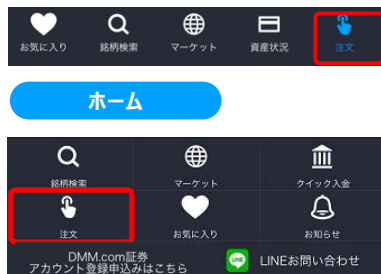 お気に入り 銘柄検索 マーケット 資産状況 注文
ホーム
銘柄検索 マーケット クイック入金
注文 お気に入り お知らせ
DMM.com証券
アカウント登録申込みはこちら
LINE LINEお問い合わせ